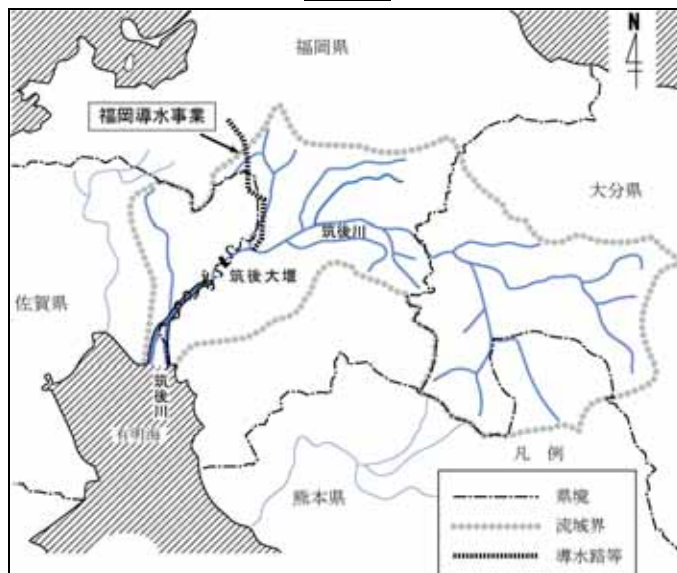 福岡県
N
福岡導水事業
大分県
筑後川
筑後大堰
佐賀県
筑後川
有明海
熊本県
凡 例
県境
流域界
導水路等